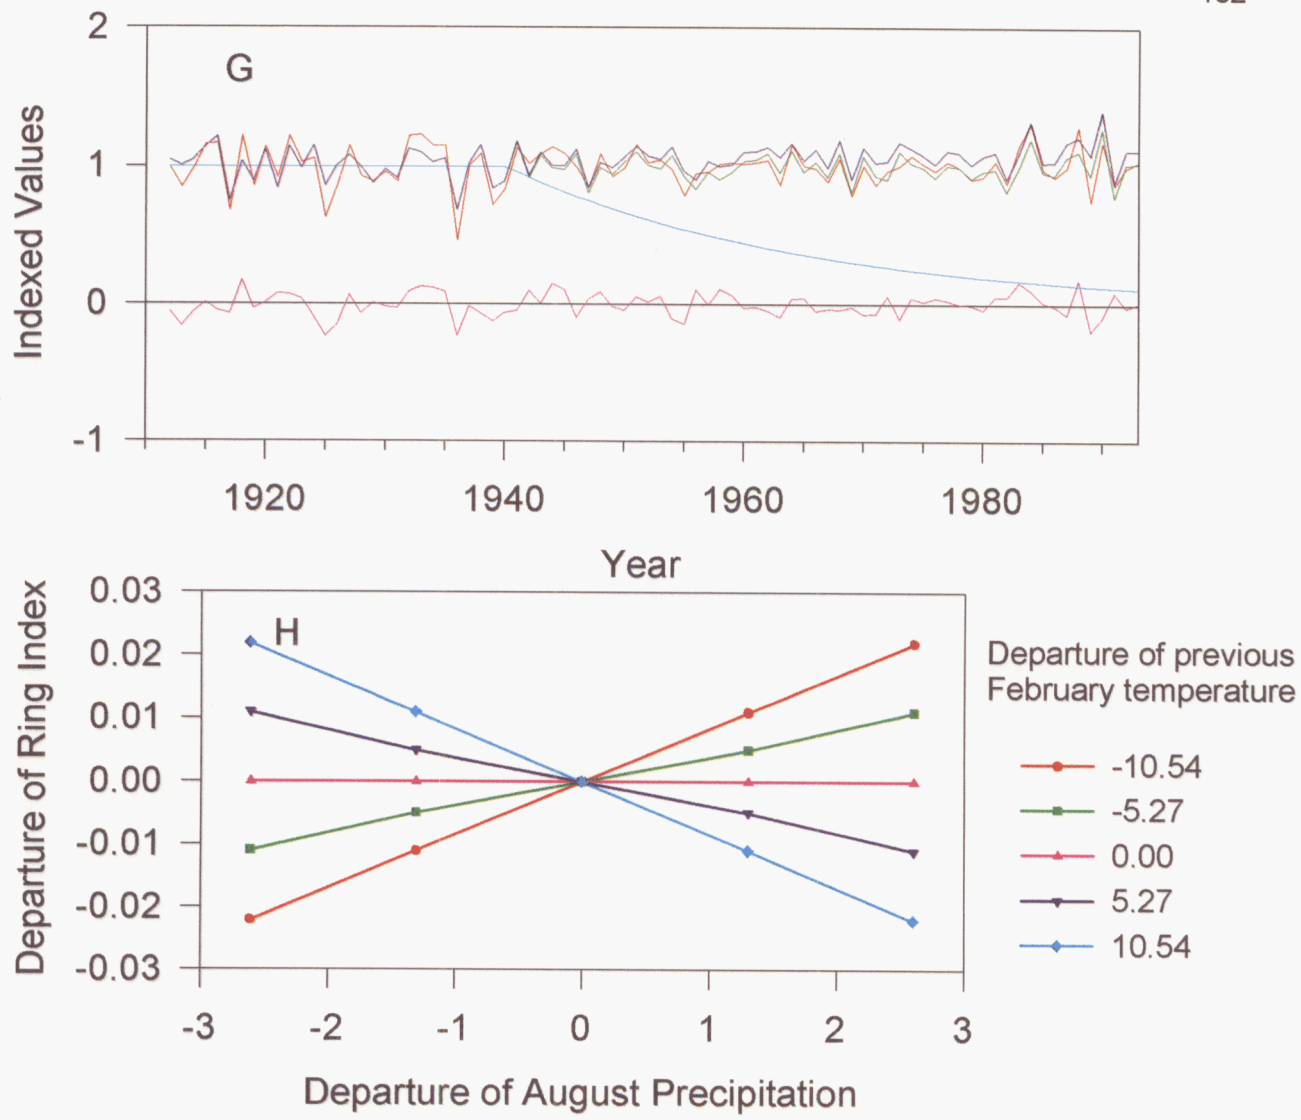 2
G
1
0
-1
Indexed Values
1920 1940 1960 1980
Year
0.03
H
0.02
0.01
0.00
-0.01
-0.02
-0.03
Departure of Ring Index
-3 -2 -1 0 1 2 3
Departure of August Precipitation
Departure of previous
February temperature
-10.54
-5.27
0.00
5.27
10.54